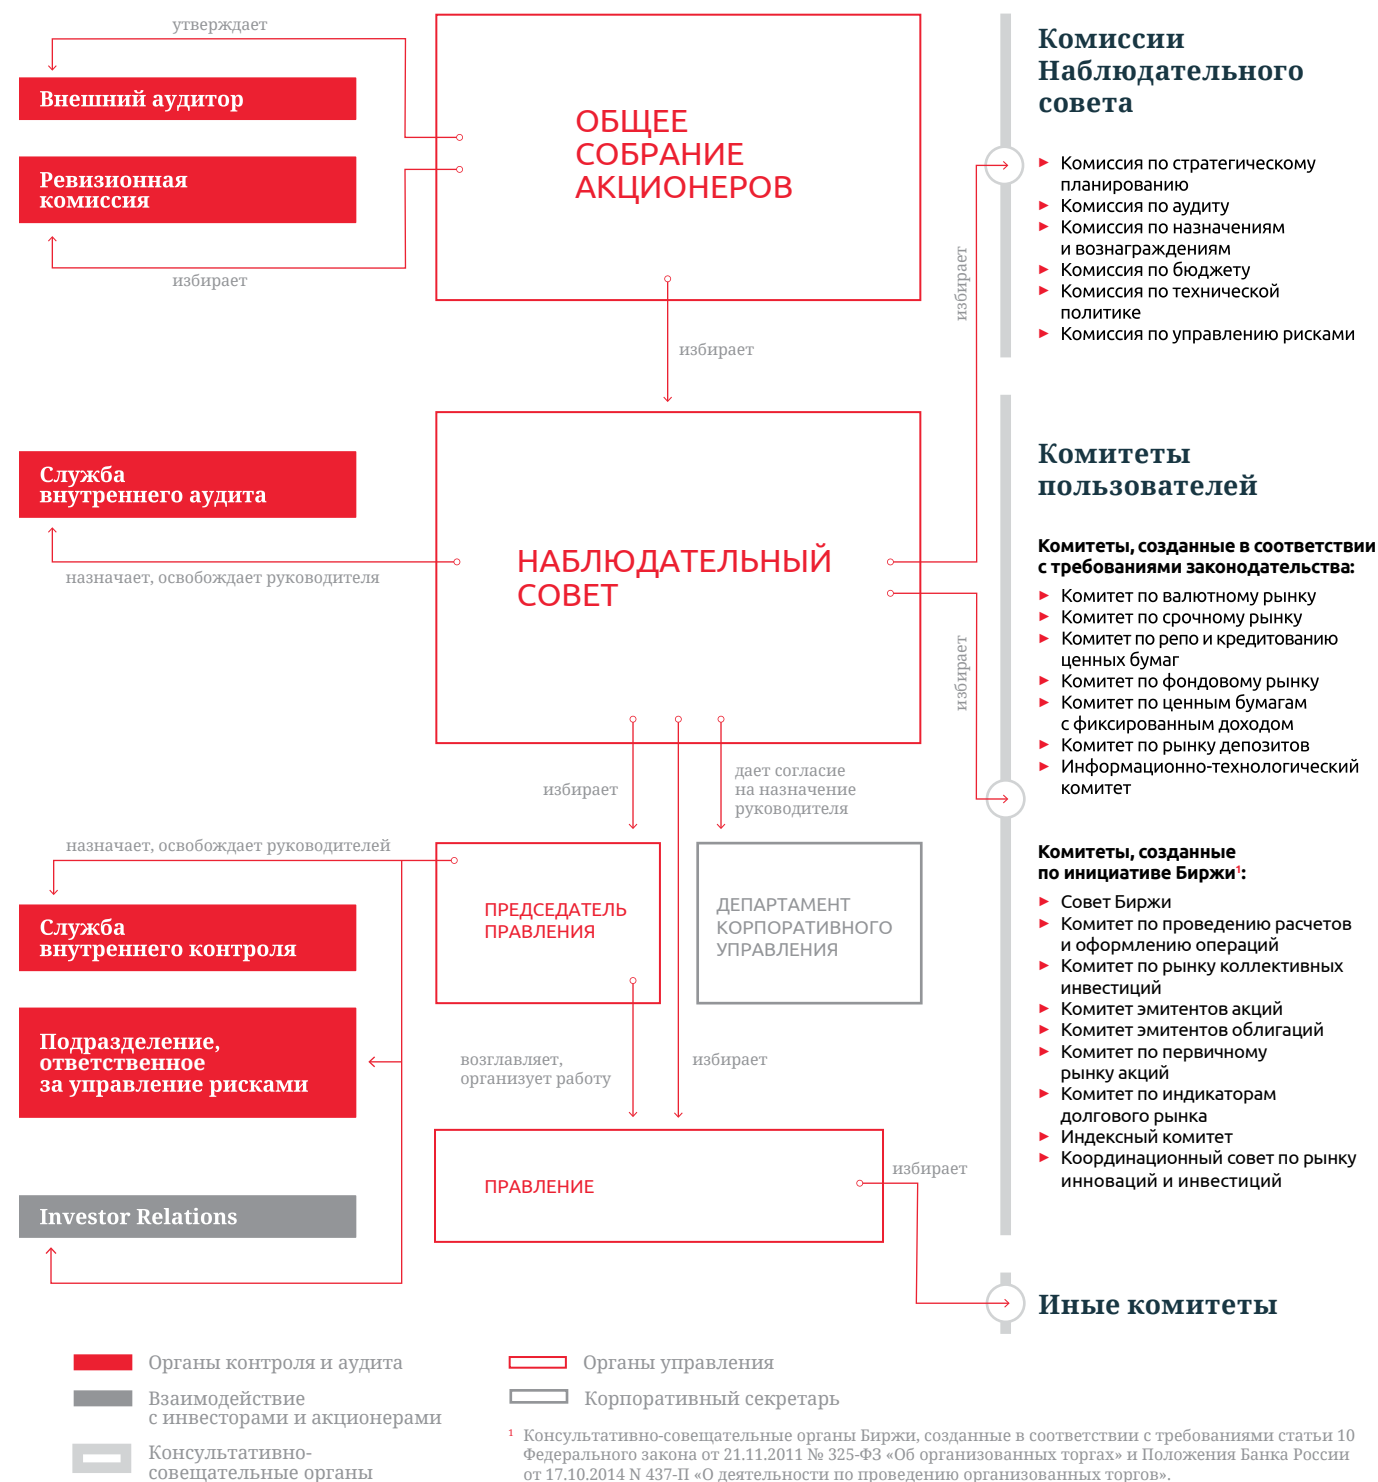 утверждает
Внешний аудитор
Ревизионная
комиссия
избирает
ОБЩЕЕ
СОБРАНИЕ
АКЦИОНЕРОВ
избирает
Служба
внутреннего аудита
назначает, освобождает руководителя
НАБЛЮДАТЕЛЬНЫЙ
СОВЕТ
избирает
избирает
избирает
дает согласие
на назначение
руководителя
назначает, освобождает руководителей
Служба
внутреннего контроля
Подразделение,
ответственное
за управление рисками
Investor Relations
ПРЕДСЕДАТЕЛЬ
ПРАВЛЕНИЯ
ДЕПАРТАМЕНТ
КОРПОРАТИВНОГО
УПРАВЛЕНИЯ
возглавляет,
организует работу
избирает
ПРАВЛЕНИЕ
избирает
Комиссии
Наблюдательного
совета
► Комиссия по стратегическому
планированию
► Комиссия по аудиту
► Комиссия по назначениям
и вознаграждениям
► Комиссия по бюджету
► Комиссия по технической
политике
► Комиссия по управлению рисками
Комитеты
пользователей
Комитеты, созданные в соответствии
с требованиями законодательства:
► Комитет по валютному рынку
► Комитет по срочному рынку
► Комитет по репо и кредитованию
ценных бумаг
► Комитет по фондовому рынку
► Комитет по ценным бумагам
с фиксированным доходом
► Комитет по рынку депозитов
► Информационно-технологический
комитет
Комитеты, созданные
по инициативе Биржи¹:
► Совет Биржи
► Комитет по проведению расчетов
и оформлению операций
► Комитет по рынку коллективных
инвестиций
► Комитет эмитентов акций
► Комитет эмитентов облигаций
► Комитет по первичному
рынку акций
► Комитет по индикаторам
долгового рынка
► Индексный комитет
► Координационный совет по рынку
инноваций и инвестиций
Иные комитеты
Органы контроля и аудита
Взаимодействие
с инвесторами и акционерами
Консультативно-
совещательные органы
Органы управления
Корпоративный секретарь
¹ Консультативно-совещательные органы Биржи, созданные в соответствии с требованиями статьи 10
Федерального закона от 21.11.2011 № 325-ФЗ «Об организованных торгах» и Положения Банка России
от 17.10.2014 N 437-П «О деятельности по проведению организованных торгов».